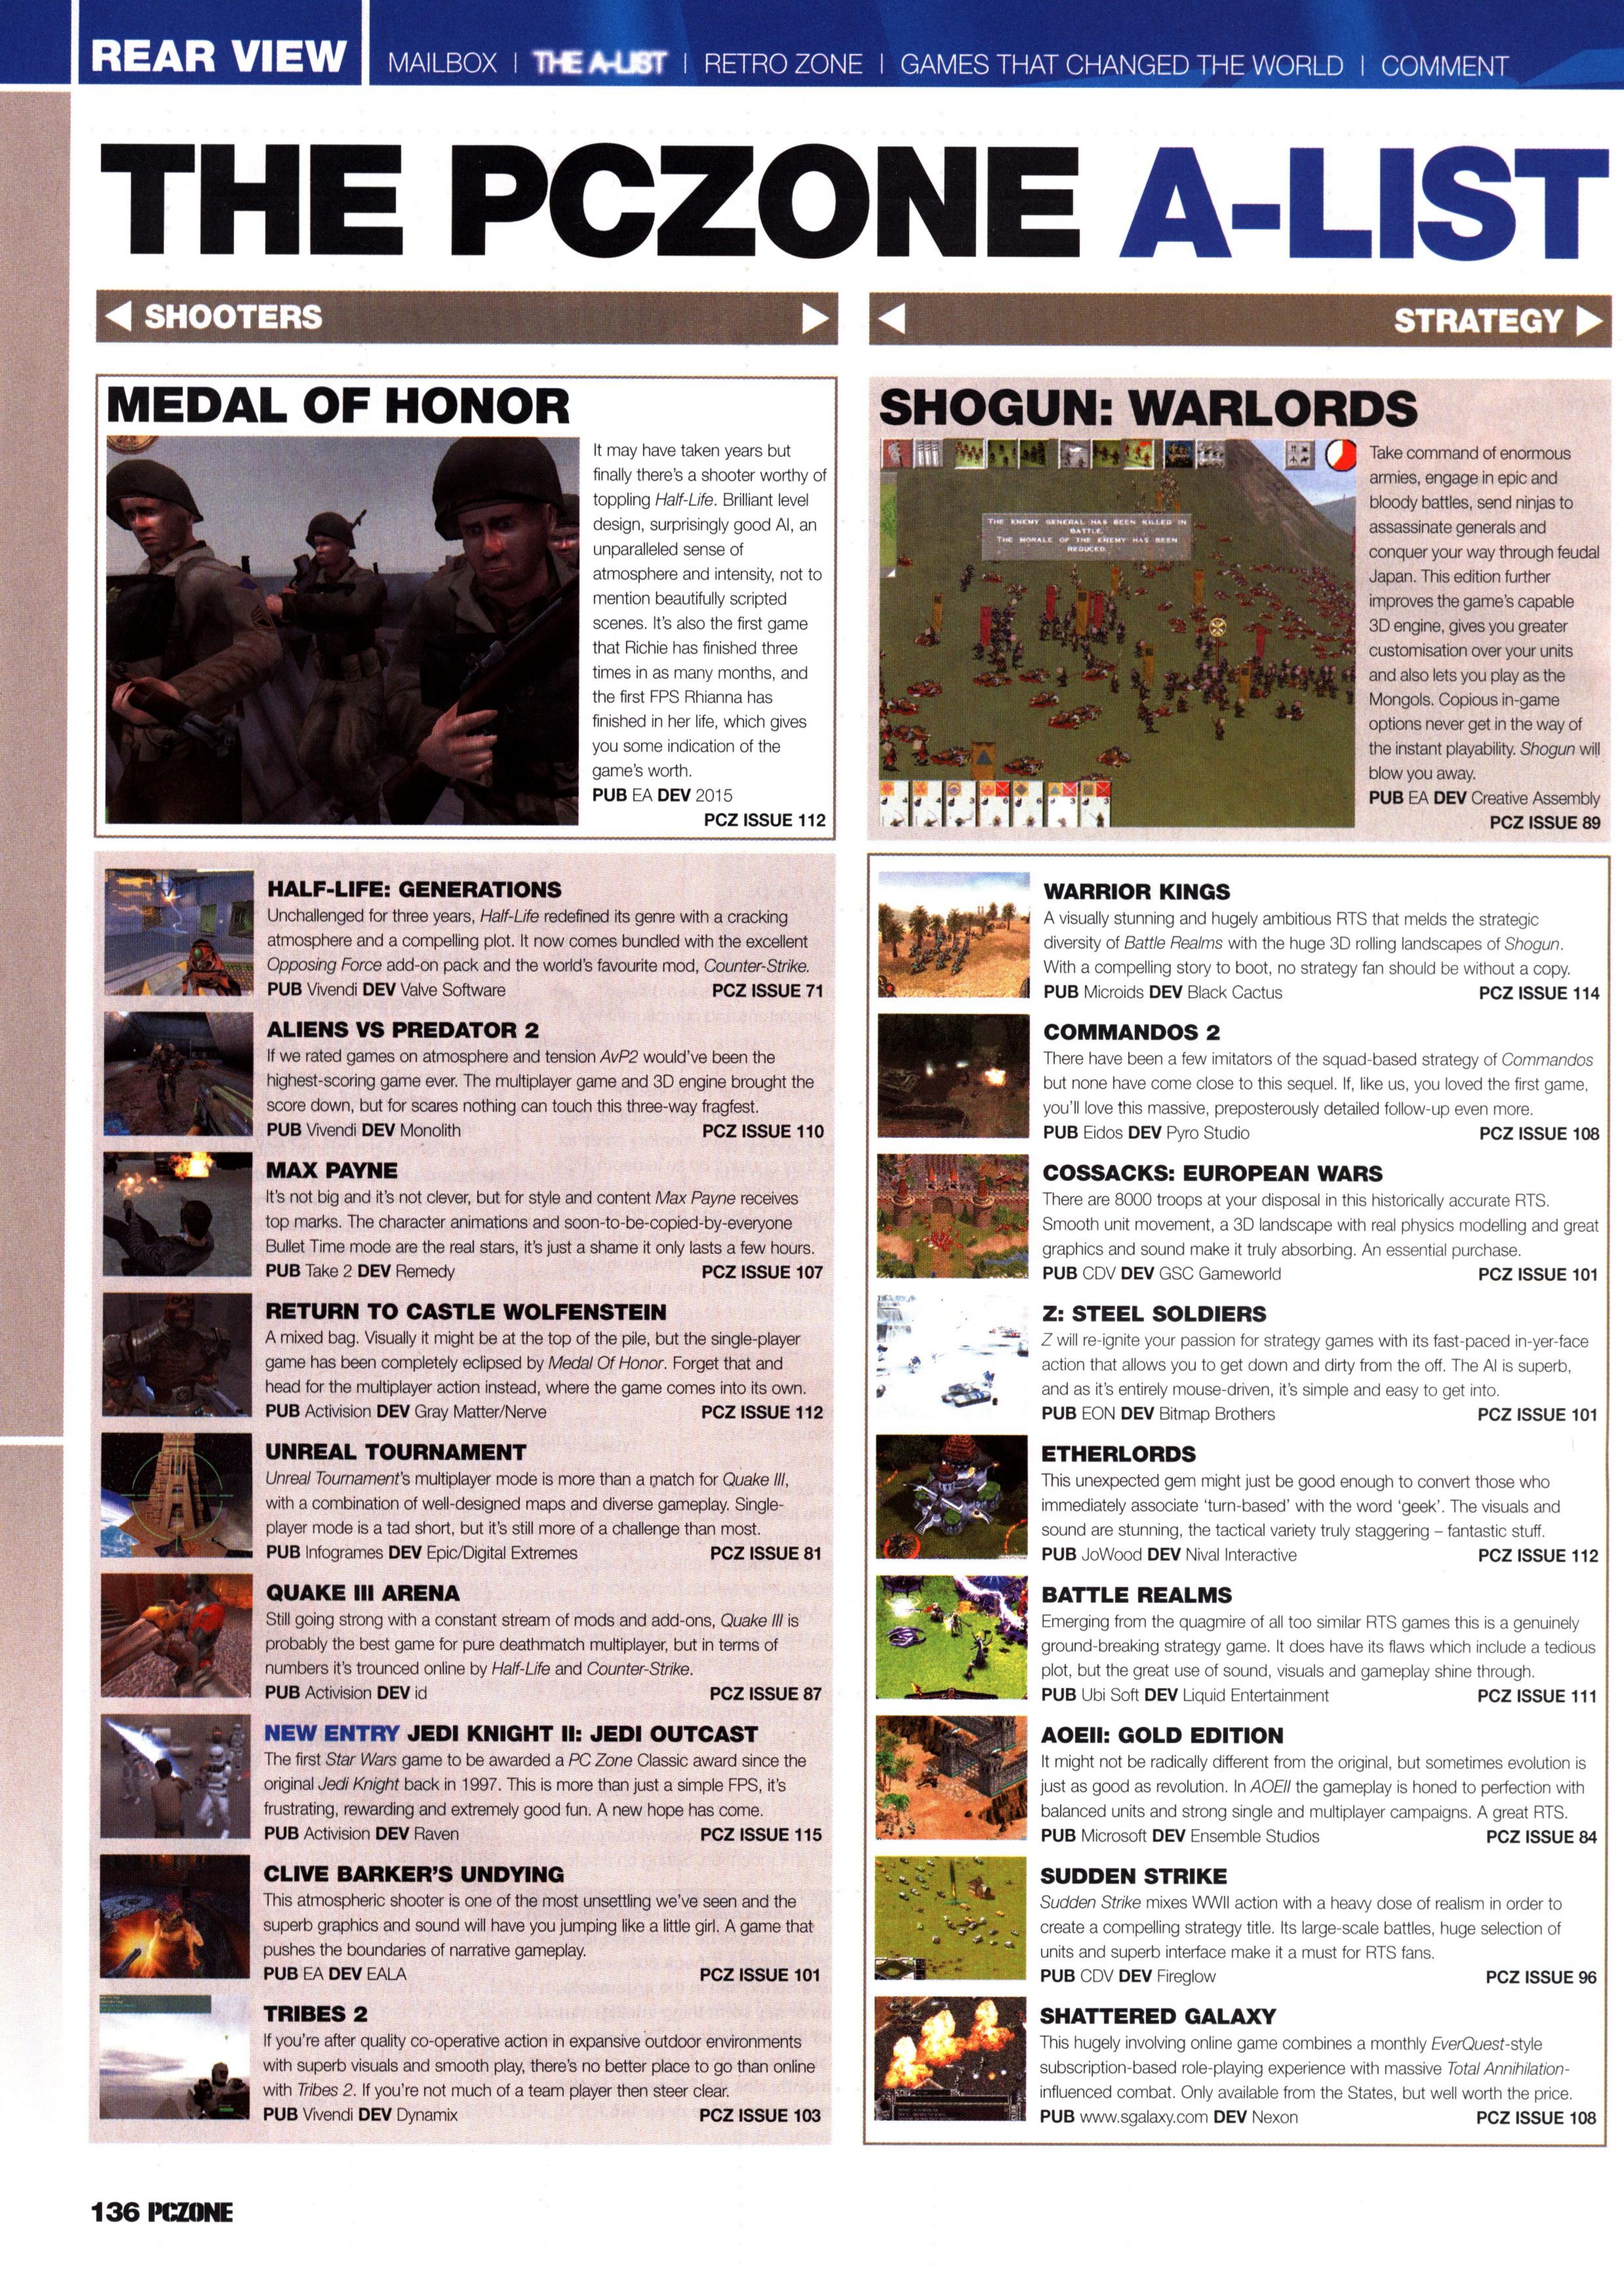 REAR VIEW
MAILBOX | THE A-LIST | RETRO ZONE | GAMES THAT CHANGED THE WORLD | COMMENT
THE PCZONE A-LIST
SHOOTERS
MEDAL OF HONOR
It may have taken years but
finally there's a shooter worthy of
toppling Half-Life. Brilliant level
design, surprisingly good AI, an
unparalleled sense of
atmosphere and intensity, not to
mention beautifully scripted
scenes. It's also the first game
that Richie has finished three
times in as many months, and
the first FPS Rhianna has
finished in her life, which gives
you some indication of the
game's worth.
PUB EA DEV 2015
PCZ ISSUE 112
HALF-LIFE: GENERATIONS
Unchallenged for three years, Half-Life redefined its genre with a cracking
atmosphere and a compelling plot. It now comes bundled with the excellent
Opposing Force add-on pack and the world's favourite mod, Counter-Strike.
PUB Vivendi DEV Valve Software PCZ ISSUE 71
ALIENS VS PREDATOR 2
If we rated games on atmosphere and tension AvP2 would've been the
highest-scoring game ever. The multiplayer game and 3D engine brought the
score down, but for scares nothing can touch this three-way fragfest.
PUB Vivendi DEV Monolith PCZ ISSUE 110
MAX PAYNE
It's not big and it's not clever, but for style and content Max Payne receives
top marks. The character animations and soon-to-be-copied-by-everyone
Bullet Time mode are the real stars, it's just a shame it only lasts a few hours.
PUB Take 2 DEV Remedy PCZ ISSUE 107
RETURN TO CASTLE WOLFENSTEIN
A mixed bag. Visually it might be at the top of the pile, but the single-player
game has been completely eclipsed by Medal Of Honor. Forget that and
head for the multiplayer action instead, where the game comes into its own.
PUB Activision DEV Gray Matter/Nerve PCZ ISSUE 112
UNREAL TOURNAMENT
Unreal Tournament's multiplayer mode is more than a match for Quake III,
with a combination of well-designed maps and diverse gameplay. Single-
player mode is a tad short, but it's still more of a challenge than most.
PUB Infogrames DEV Epic/Digital Extremes PCZ ISSUE 81
QUAKE III ARENA
Still going strong with a constant stream of mods and add-ons, Quake III is
probably the best game for pure deathmatch multiplayer, but in terms of
numbers it's trounced online by Half-Life and Counter-Strike.
PUB Activision DEV id PCZ ISSUE 87
NEW ENTRY JEDI KNIGHT II: JEDI OUTCAST
The first Star Wars game to be awarded a PC Zone Classic award since the
original Jedi Knight back in 1997. This is more than just a simple FPS, it's
frustrating, rewarding and extremely good fun. A new hope has come.
PUB Activision DEV Raven PCZ ISSUE 115
CLIVE BARKER'S UNDYING
This atmospheric shooter is one of the most unsettling we've seen and the
superb graphics and sound will have you jumping like a little girl. A game that
pushes the boundaries of narrative gameplay.
PUB EA DEV EALA PCZ ISSUE 101
TRIBES 2
If you're after quality co-operative action in expansive outdoor environments
with superb visuals and smooth play, there's no better place to go than online
with Tribes 2. If you're not much of a team player then steer clear.
PUB Vivendi DEV Dynamix PCZ ISSUE 103
STRATEGY
SHOGUN: WARLORDS
THE ENEMY GENERAL HAS BEEN KILLED IN
BATTLE.
THE MORALE OF THE ENEMY HAS BEEN
REDUCED.
Take command of enormous
armies, engage in epic and
bloody battles, send ninjas to
assassinate generals and
conquer your way through feudal
Japan. This edition further
improves the game's capable
3D engine, gives you greater
customisation over your units
and also lets you play as the
Mongols. Copious in-game
options never get in the way of
the instant playability. Shogun will
blow you away.
PUB EA DEV Creative Assembly
PCZ ISSUE 89
WARRIOR KINGS
A visually stunning and hugely ambitious RTS that melds the strategic
diversity of Battle Realms with the huge 3D rolling landscapes of Shogun.
With a compelling story to boot, no strategy fan should be without a copy.
PUB Microids DEV Black Cactus PCZ ISSUE 114
COMMANDOS 2
There have been a few imitators of the squad-based strategy of Commandos
but none have come close to this sequel. If, like us, you loved the first game,
you'll love this massive, preposterously detailed follow-up even more.
PUB Eidos DEV Pyro Studio PCZ ISSUE 108
COSSACKS: EUROPEAN WARS
There are 8000 troops at your disposal in this historically accurate RTS.
Smooth unit movement, a 3D landscape with real physics modelling and great
graphics and sound make it truly absorbing. An essential purchase.
PUB CDV DEV GSC Gameworld PCZ ISSUE 101
Z: STEEL SOLDIERS
Z will re-ignite your passion for strategy games with its fast-paced in-yer-face
action that allows you to get down and dirty from the off. The AI is superb,
and as it's entirely mouse-driven, it's simple and easy to get into.
PUB EON DEV Bitmap Brothers PCZ ISSUE 101
ETHERLORDS
This unexpected gem might just be good enough to convert those who
immediately associate 'turn-based' with the word 'geek'. The visuals and
sound are stunning, the tactical variety truly staggering – fantastic stuff.
PUB JoWood DEV Nival Interactive PCZ ISSUE 112
BATTLE REALMS
Emerging from the quagmire of all too similar RTS games this is a genuinely
ground-breaking strategy game. It does have its flaws which include a tedious
plot, but the great use of sound, visuals and gameplay shine through.
PUB Ubi Soft DEV Liquid Entertainment PCZ ISSUE 111
AOEII: GOLD EDITION
It might not be radically different from the original, but sometimes evolution is
just as good as revolution. In AOEII the gameplay is honed to perfection with
balanced units and strong single and multiplayer campaigns. A great RTS.
PUB Microsoft DEV Ensemble Studios PCZ ISSUE 84
SUDDEN STRIKE
Sudden Strike mixes WWII action with a heavy dose of realism in order to
create a compelling strategy title. Its large-scale battles, huge selection of
units and superb interface make it a must for RTS fans.
PUB CDV DEV Fireglow PCZ ISSUE 96
SHATTERED GALAXY
This hugely involving online game combines a monthly EverQuest-style
subscription-based role-playing experience with massive Total Annihilation-
influenced combat. Only available from the States, but well worth the price.
PUB www.sgalaxy.com DEV Nexon PCZ ISSUE 108
136 PCZONE